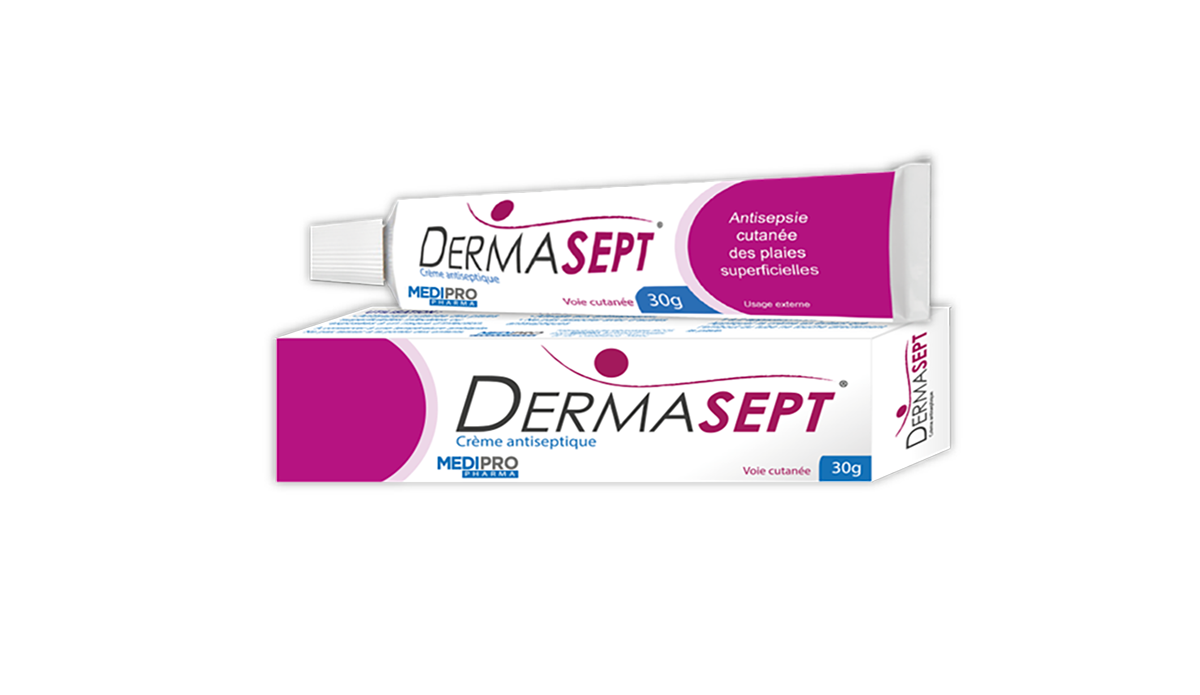 DERMASEPT®
Crème antiseptique
MEDIPRO
PHARMA
Voie cutanée 30g
Antisepsie
cutanée
des plaies
superficielles
Usage externe
MEDIPRO
DERMASEPT®
Crème antiseptique
MEDIPRO
PHARMA
Voie cutanée 30g
DERMASEPT
Crème antiseptique